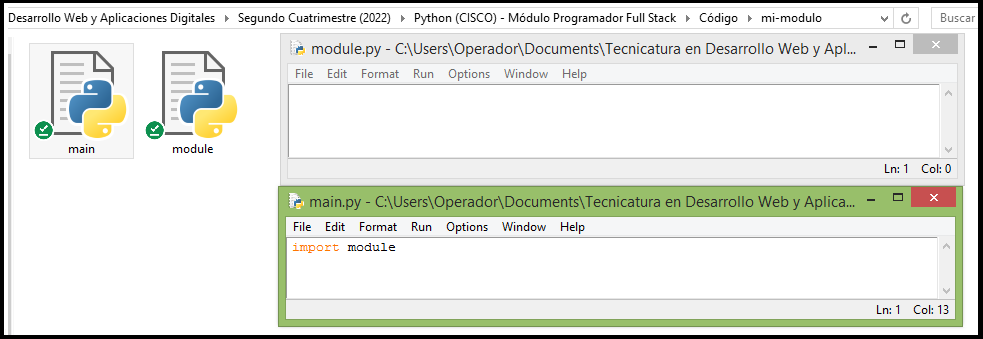 Desarrollo Web y Aplicaciones Digitales › Segundo Cuatrimestre (2022) › Python (CISCO) - Módulo Programador Full Stack › Código › mi-modulo
Buscar
main
module
module.py - C:\Users\Operador\Documents\Tecnicatura en Desarrollo Web y Apl...
File Edit Format Run Options Window Help
Ln: 1 Col: 0
main.py - C:\Users\Operador\Documents\Tecnicatura en Desarrollo Web y Aplica...
File Edit Format Run Options Window Help
import module
Ln: 1 Col: 13